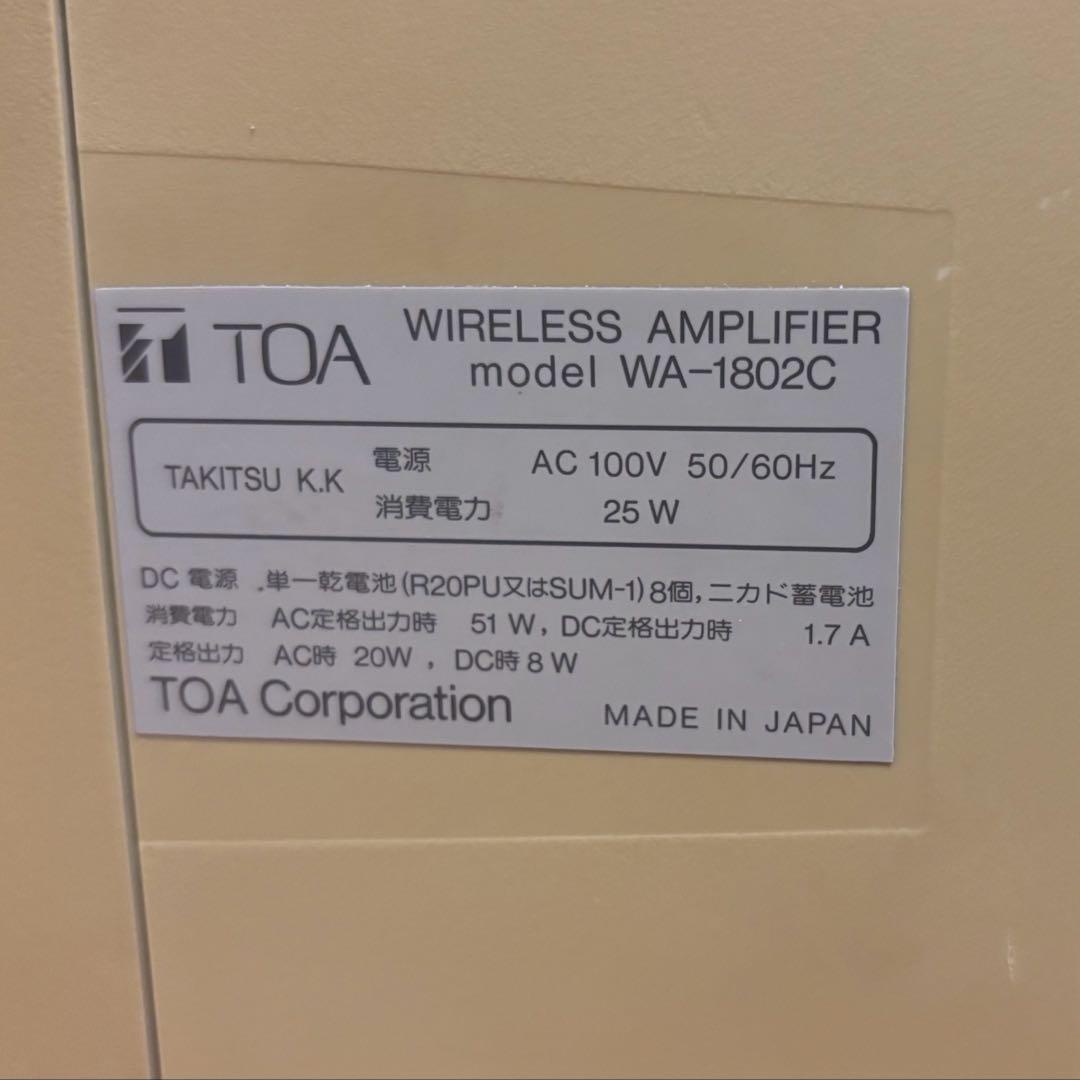 TOA WIRELESS AMPLIFIER
model WA-1802C
TAKITSU K.K
電源 AC 100V 50/60Hz
消費電力 25 W
DC 電源 単一乾電池(R20PU又はSUM-1)8個,ニカド蓄電池
消費電力 AC定格出力時 51 W, DC定格出力時 1.7 A
定格出力 AC時 20W, DC時 8 W
TOA Corporation MADE IN JAPAN